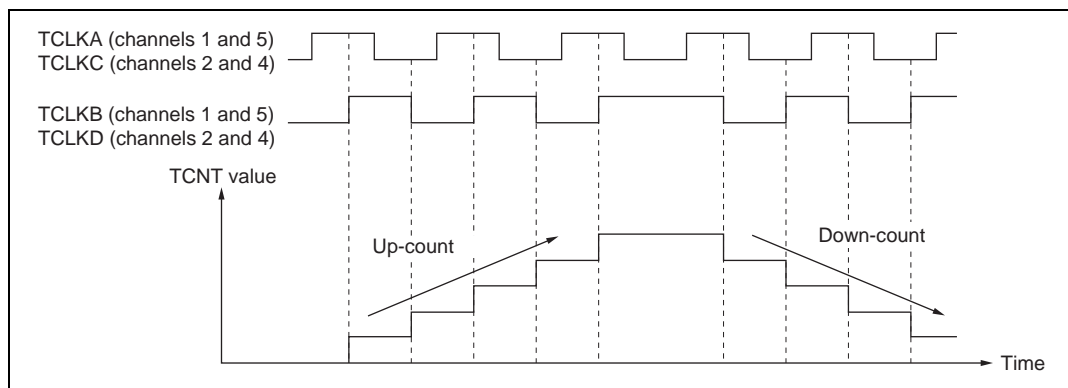 TCLKA (channels 1 and 5)
TCLKC (channels 2 and 4)
TCLKB (channels 1 and 5)
TCLKD (channels 2 and 4)
TCNT value
Up-count
Down-count
Time